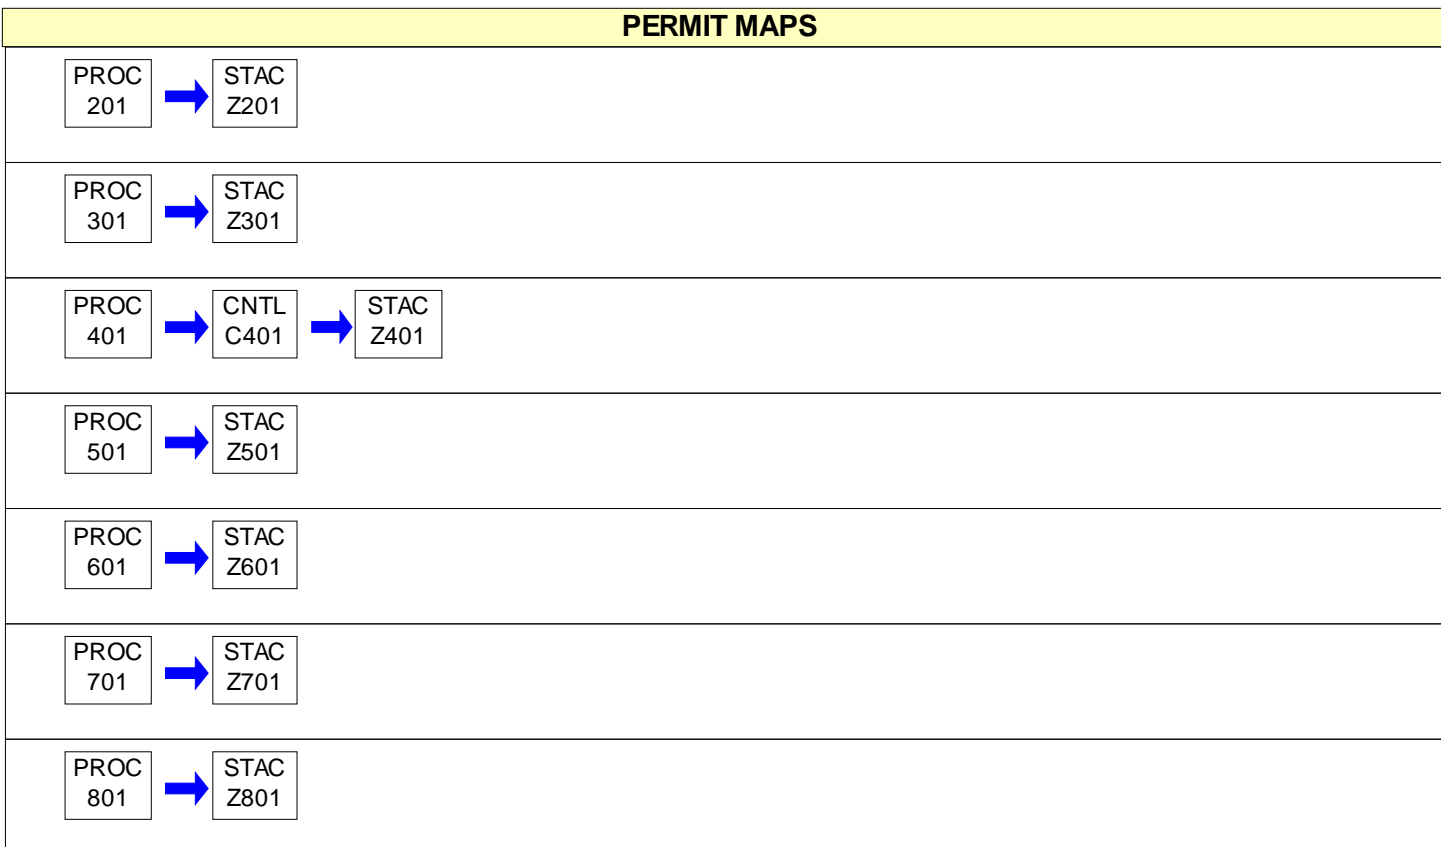 PERMIT MAPS
PROC
201
STAC
Z201
PROC
301
STAC
Z301
PROC
401
CNTL
C401
STAC
Z401
PROC
501
STAC
Z501
PROC
601
STAC
Z601
PROC
701
STAC
Z701
PROC
801
STAC
Z801